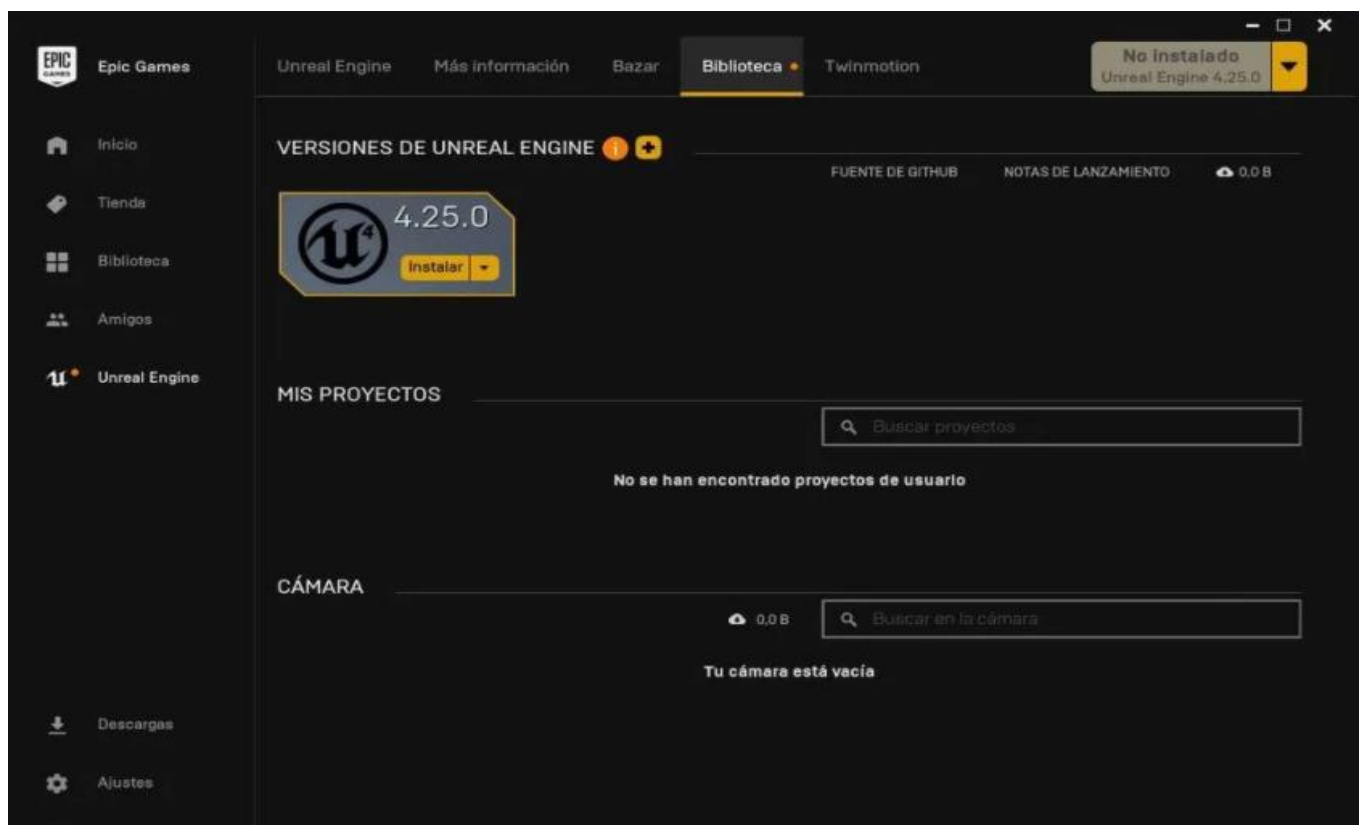 EPIC GAMES
Epic Games
Unreal Engine
Más información
Bazar
Biblioteca
Twinmotion
No instalado
Unreal Engine 4.25.0
Inicio
Tienda
Biblioteca
Amigos
Unreal Engine
Descargas
Ajustes
VERSIONES DE UNREAL ENGINE
FUENTE DE GITHUB
NOTAS DE LANZAMIENTO
0,0 B
4.25.0
Instalar
MIS PROYECTOS
Buscar proyectos
No se han encontrado proyectos de usuario
CÁMARA
0,0 B
Buscar en la cámara
Tu cámara está vacía